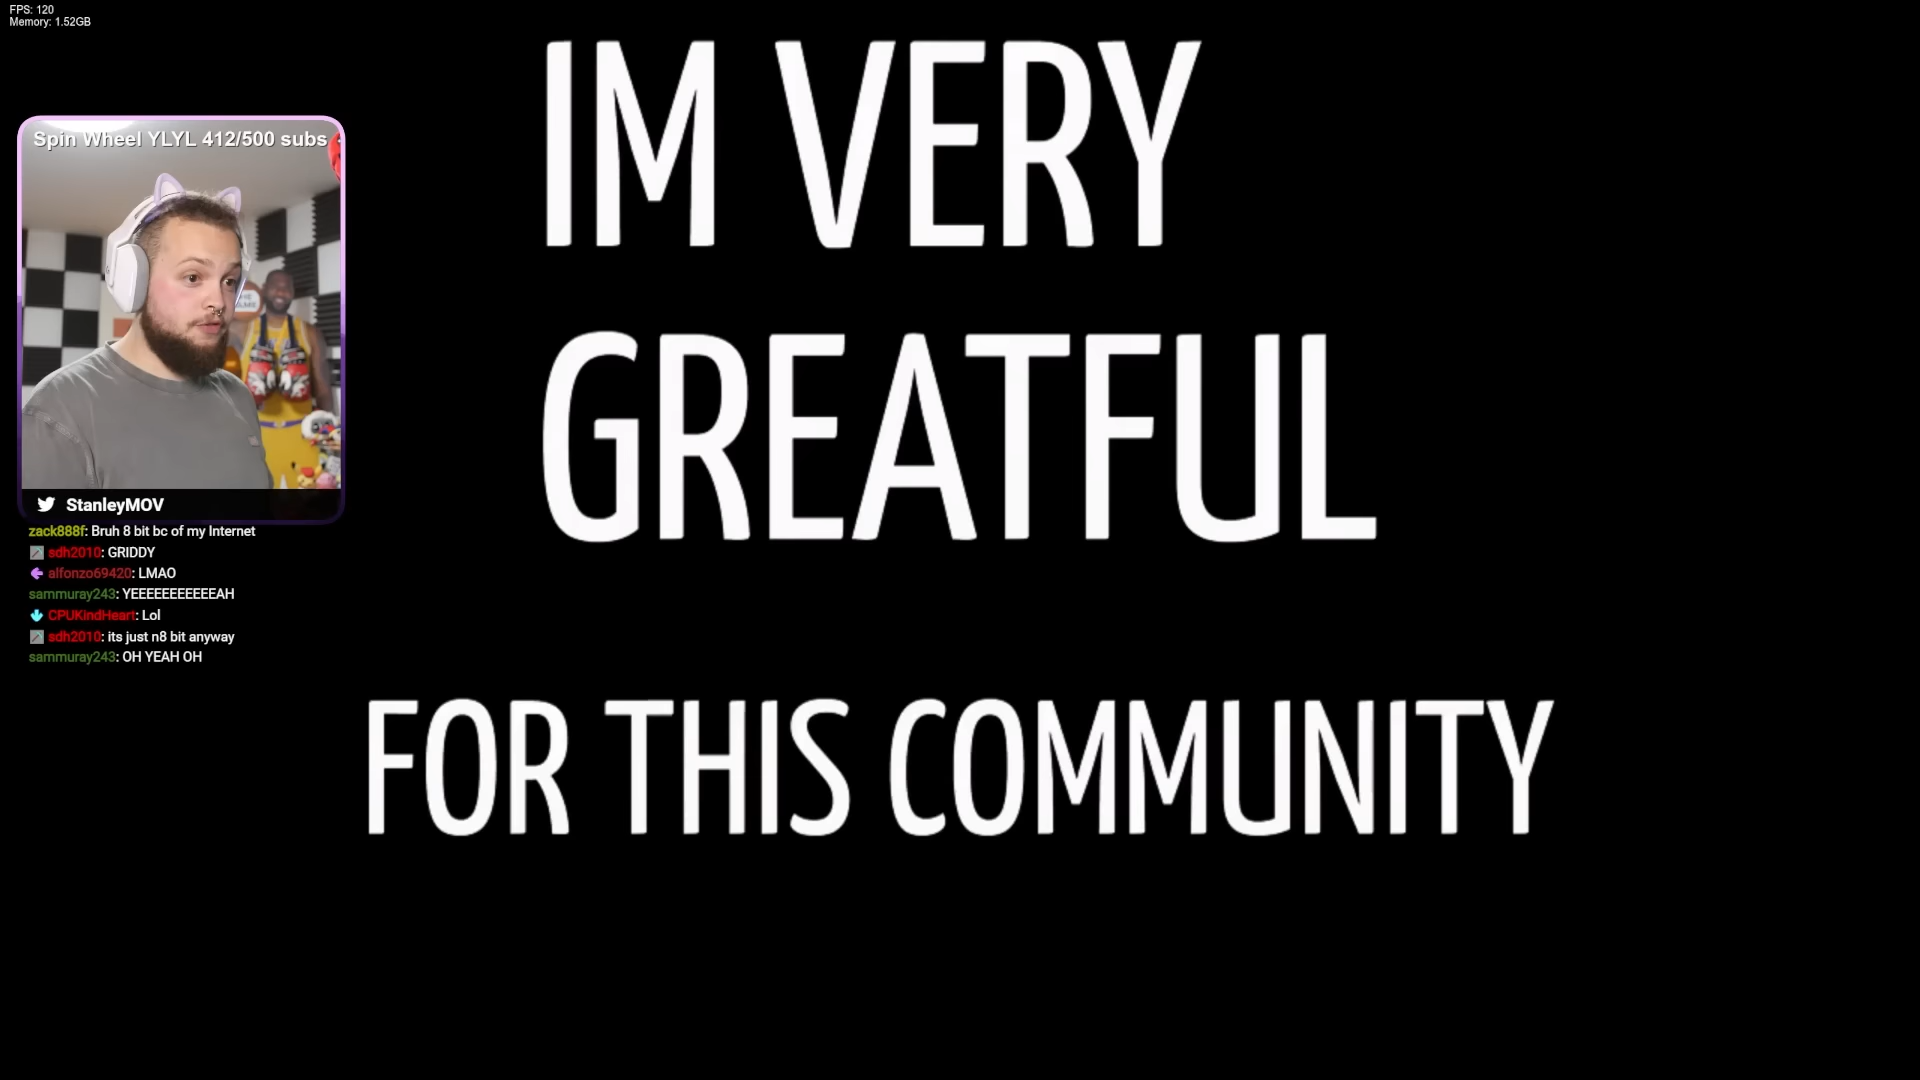 FPS: 120
Memory: 1.52GB
IM VERY
GREATFUL
FOR THIS COMMUNITY
Spin Wheel YLYL 412/500 subs
StanleyMOV
zack888f: Bruh 8 bit bc of my Internet
sdh2010: GRIDDY
alfonzo69420: LMAO
sammuray243: YEEEEEEEEEEEAH
CPUKindHeart: Lol
sdh2010: its just n8 bit anyway
sammuray243: OH YEAH OH